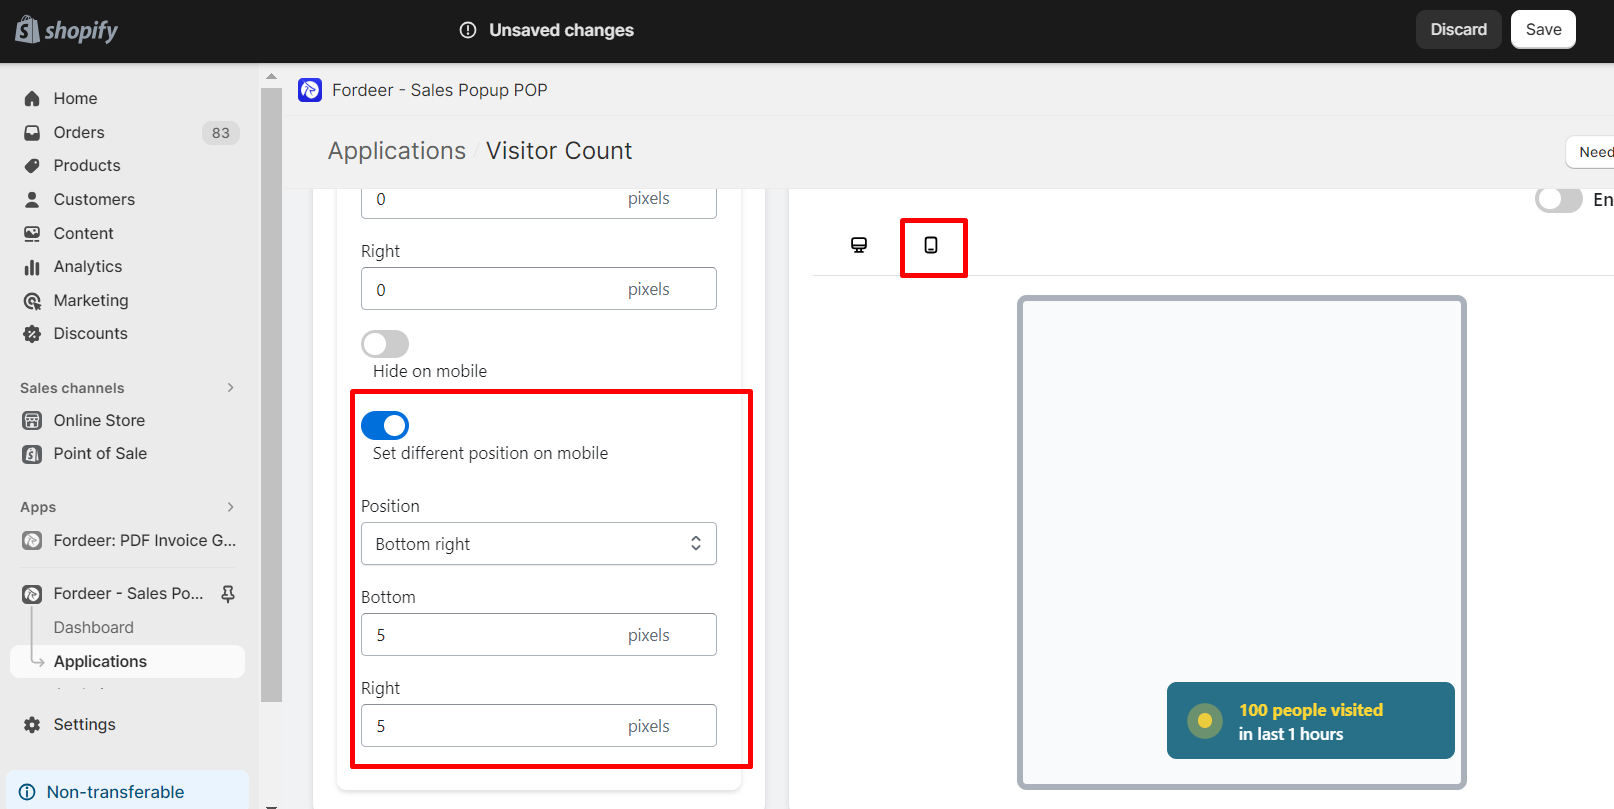 shopify
Unsaved changes
Discard
Save
Home
Orders
83
Products
Customers
Content
Analytics
Marketing
Discounts
Sales channels
Online Store
Point of Sale
Apps
Fordeer: PDF Invoice G...
Fordeer - Sales Po...
Dashboard
Applications
Settings
Non-transferable
Fordeer - Sales Popup POP
Applications / Visitor Count
Need
0 pixels
Right
0 pixels
Hide on mobile
Set different position on mobile
Position
Bottom right
Bottom
5 pixels
Right
5 pixels
En
100 people visited
in last 1 hours